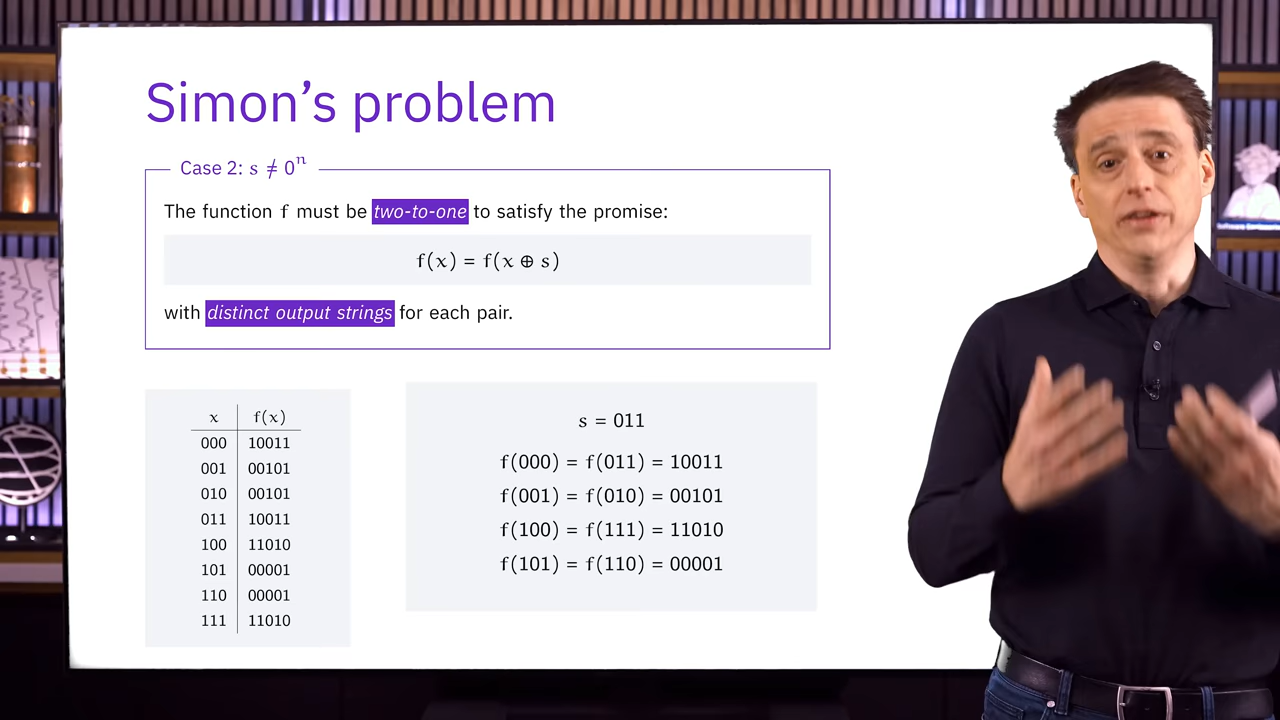 Simon's problem
Case 2: s ≠ 0ⁿ
The function f must be two-to-one to satisfy the promise:
f(x) = f(x ⊕ s)
with distinct output strings for each pair.
x f(x)
000 10011
001 00101
010 00101
011 10011
100 11010
101 00001
110 00001
111 11010
s = 011
f(000) = f(011) = 10011
f(001) = f(010) = 00101
f(100) = f(111) = 11010
f(101) = f(110) = 00001